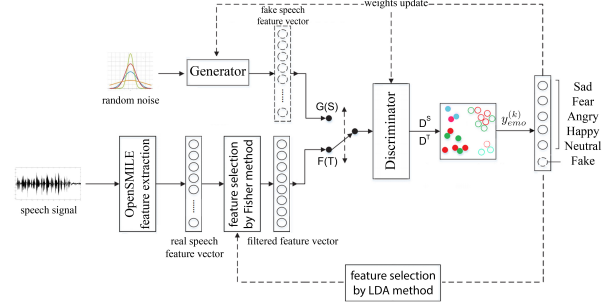 weights update
fake speech
feature vector
Generator
random noise
G(S)
F(T)
Discriminator
D^S
D^T
y_emo^(k)
Sad
Fear
Angry
Happy
Neutral
Fake
speech signal
OpenSMILE
feature extraction
real speech
feature vector
feature selection
by Fisher method
filtered feature vector
feature selection
by LDA method